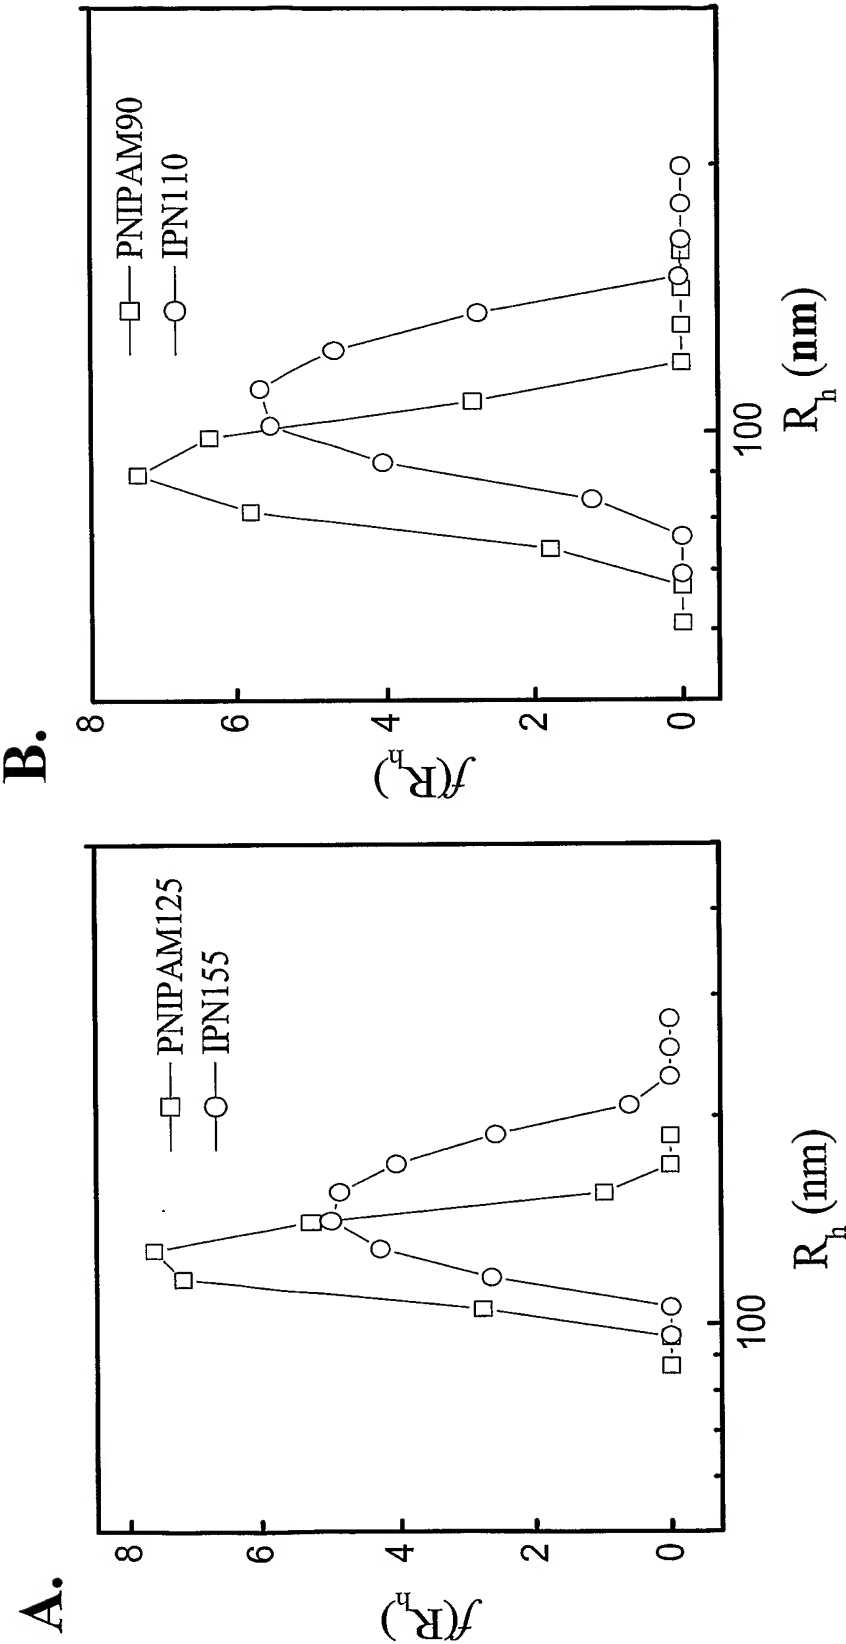 A.
PNIPAM125
IPN155
8
6
4
2
0
f(Rh)
100
Rh (nm)
B.
PNIPAM90
IPN110
8
6
4
2
0
f(Rh)
100
Rh (nm)